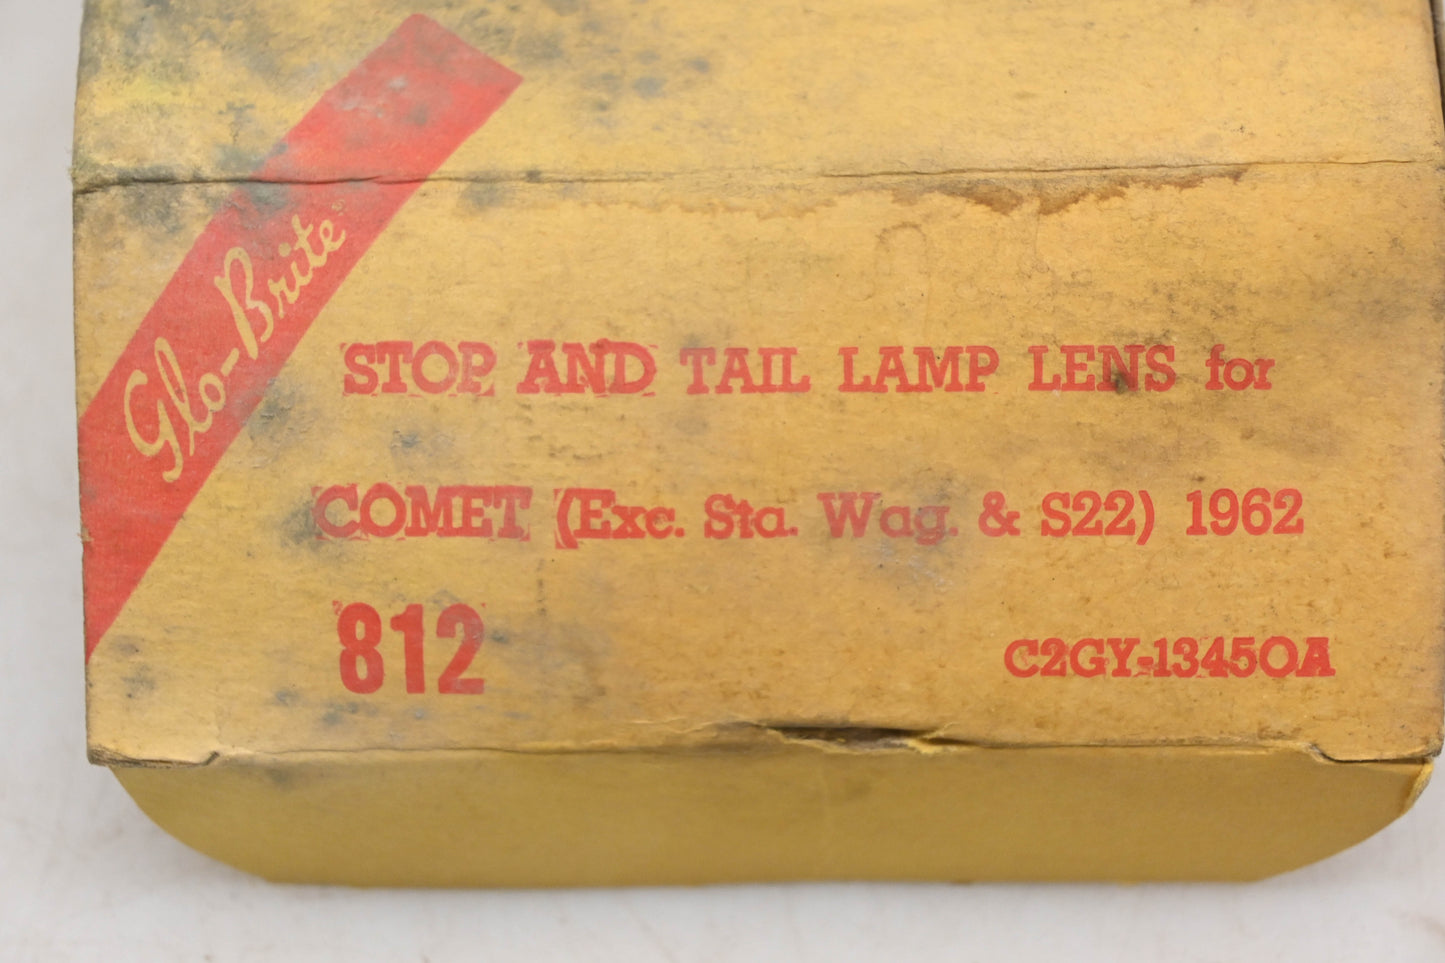 Glo-Brite®
STOP AND TAIL LAMP LENS for
COMET (Exc. Sta. Wag. & S22) 1962
812
C2GY-13450A